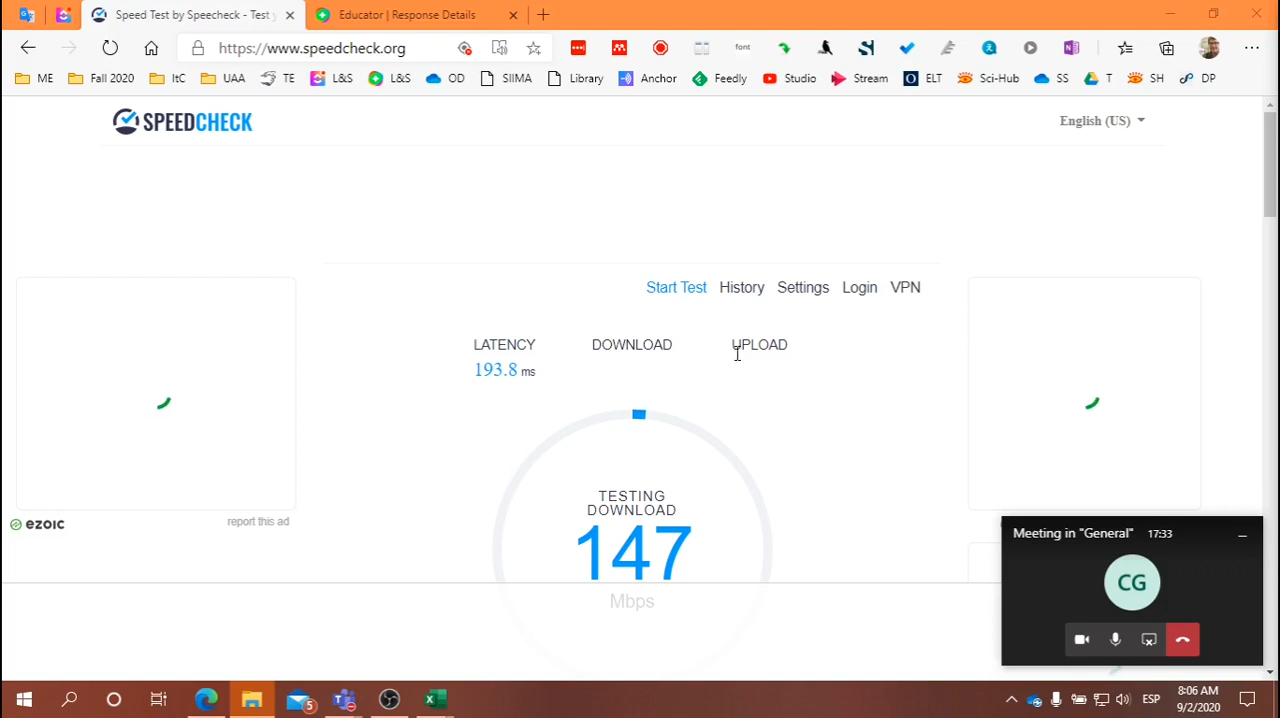 Speed Test by Speecheck - Test y
Educator | Response Details
https://www.speedcheck.org
font
ME
Fall 2020
ItC
UAA
TE
L&S
L&S
OD
SIIMA
Library
Anchor
Feedly
Studio
Stream
ELT
Sci-Hub
SS
T
SH
DP
SPEEDCHECK
English (US)
Start Test History Settings Login VPN
LATENCY DOWNLOAD UPLOAD
193.8 ms
TESTING
DOWNLOAD
147
Mbps
ezoic
report this ad
Meeting in "General" 17:33
CG
5
ESP
8:06 AM
9/2/2020